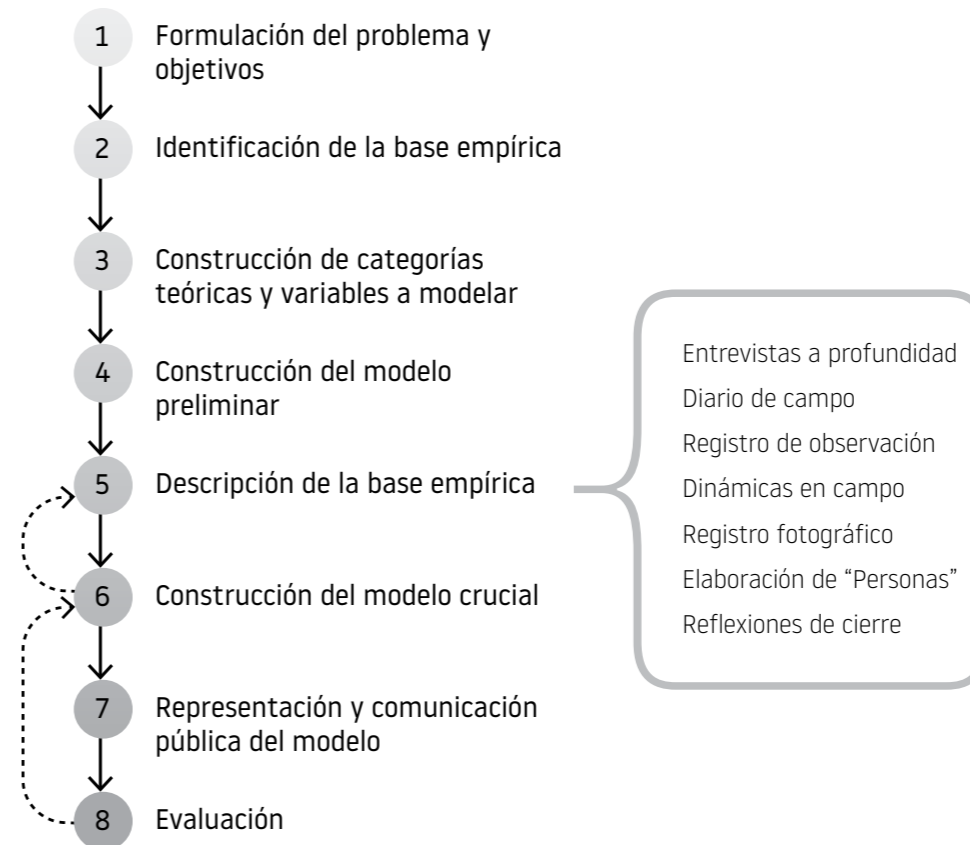 1
Formulación del problema y
objetivos
2
Identificación de la base empírica
3
Construcción de categorías
teóricas y variables a modelar
4
Construcción del modelo
preliminar
5
Descripción de la base empírica
6
Construcción del modelo crucial
7
Representación y comunicación
pública del modelo
8
Evaluación
Entrevistas a profundidad
Diario de campo
Registro de observación
Dinámicas en campo
Registro fotográfico
Elaboración de “Personas”
Reflexiones de cierre